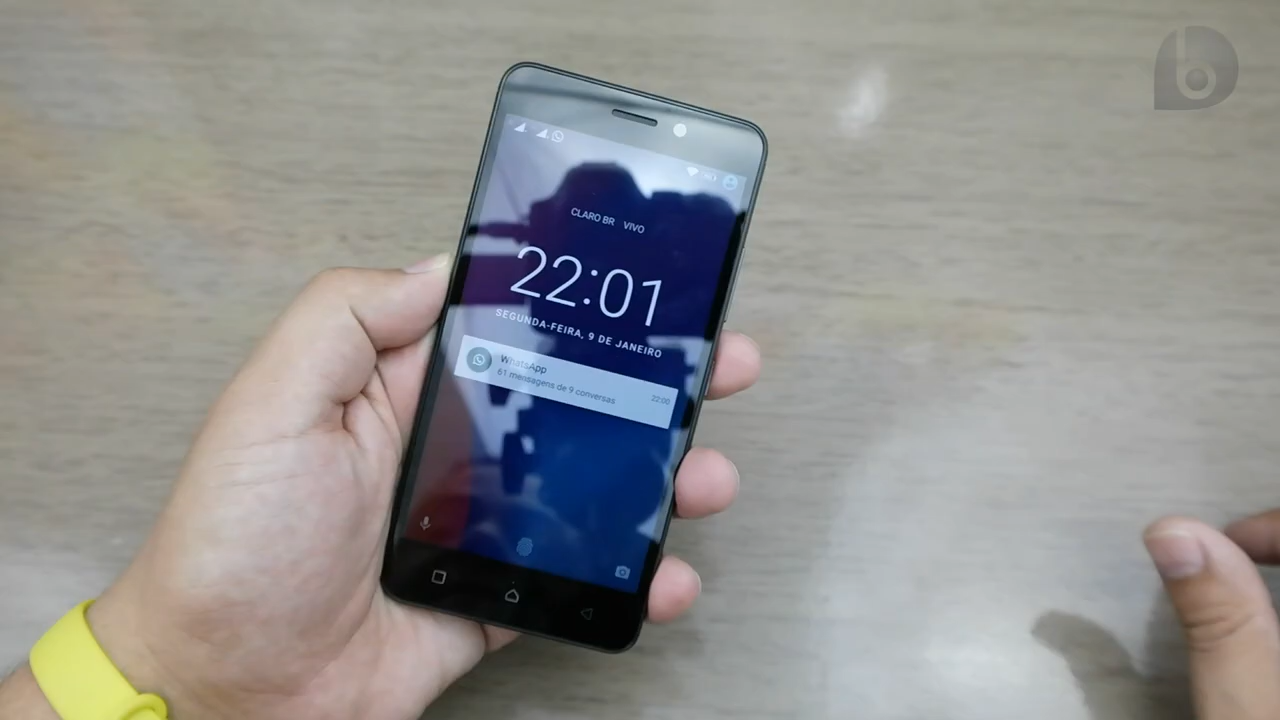 CLARO BR VIVO
22:01
SEGUNDA-FEIRA, 9 DE JANEIRO
WhatsApp
61 mensagens de 9 conversas
22:00
b